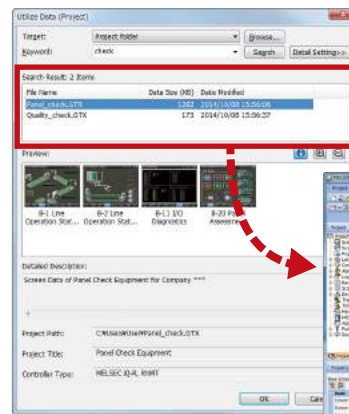 Utilize Data (Project)
Target: Project folder Browse...
Keyword: check Search Detail Setting>>
Search Result: 2 Items
File Name Data Size (KB) Date Modified
Panel_check.GTX 1202 2014/10/08 15:56:06
Quality_check.GTX 173 2014/10/08 15:56:37
Preview:
B-1 Line Operation Stat... B-2 Line Operation Stat... B-11 I/O Diagnostics B-20 Panel Assessment
Detailed Description:
Screen Data of Panel Check Equipment for Company ***
Project Path: C:\Users\User\Panel_check.GTX
Project Title: Panel Check Equipment
Controller Type: MELSEC iQ-R, RnMT
OK